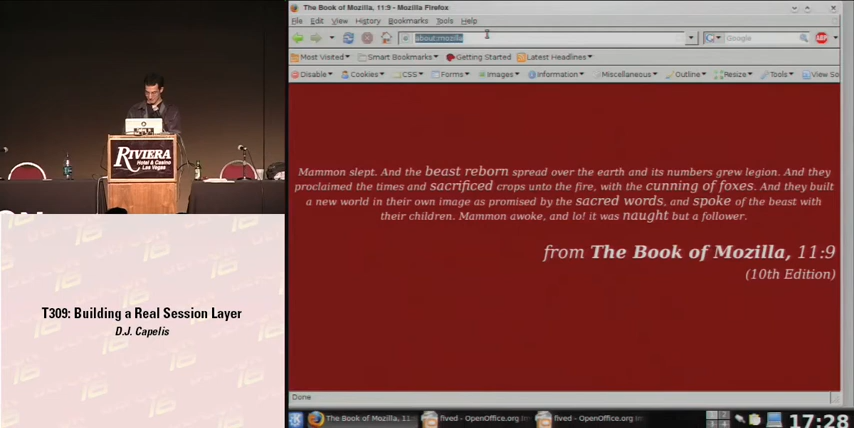 The Book of Mozilla, 11:9 - Mozilla Firefox
File Edit View History Bookmarks Tools Help
about:mozilla
Google
ABP
Most Visited Smart Bookmarks Getting Started Latest Headlines
Disable Cookies CSS Forms Images Information Miscellaneous Outline Resize Tools View So
Mammon slept. And the beast reborn spread over the earth and its numbers grew legion. And they
proclaimed the times and sacrificed crops unto the fire, with the cunning of foxes. And they built
a new world in their own image as promised by the sacred words, and spoke of the beast with
their children. Mammon awoke, and lo! it was naught but a follower.
from The Book of Mozilla, 11:9
(10th Edition)
Done
The Book of Mozilla, 11: fived - OpenOffice.org fived - OpenOffice.org
17:28
RIVIERA
Hotel & Casino
Las Vegas
T309: Building a Real Session Layer
D.J. Capelis